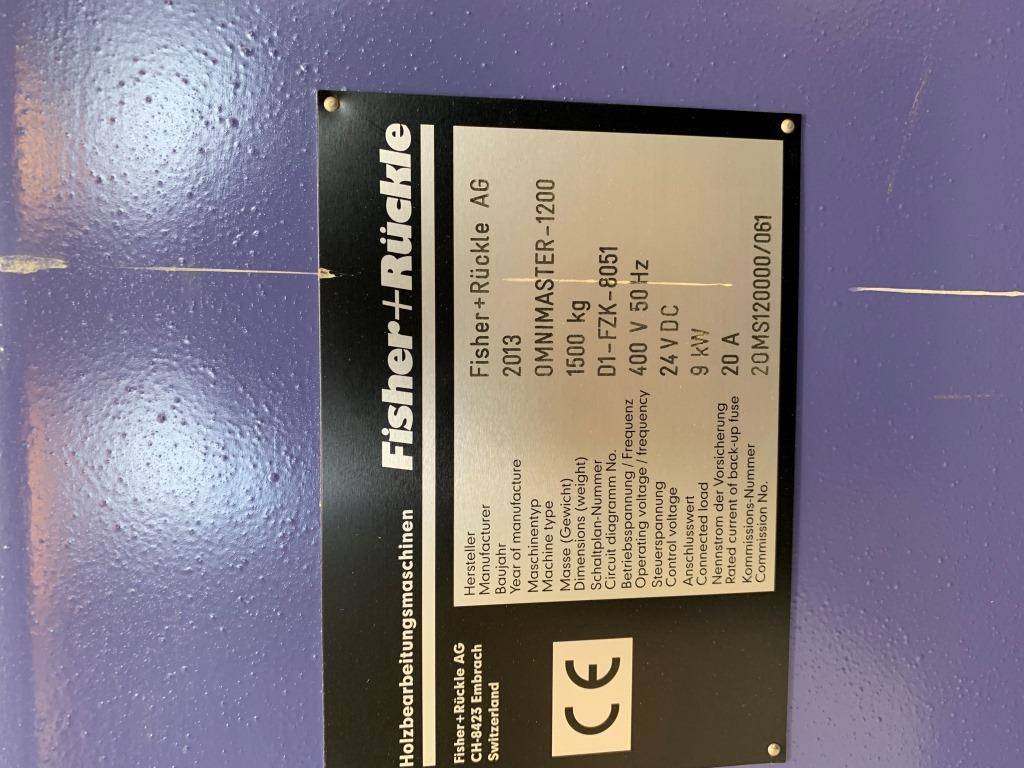 Holzbearbeitungsmaschinen Fisher+Rückle
Fisher+Rückle AG
CH-8423 Embrach
Switzerland
CE
Hersteller
Manufacturer Fisher+Rückle AG
Baujahr
Year of manufacture 2013
Maschinentyp
Machine type OMNIMASTER-1200
Masse (Gewicht)
Dimensions (weight) 1500 kg
Schaltplan-Nummer
Circuit diagramm No. D1-FZK-8051
Betriebsspannung / Frequenz
Operating voltage / frequency 400 V 50 Hz
Steuerspannung
Control voltage 24 V DC
Anschlusswert
Connected load 9 kW
Nennstrom der Vorsicherung
Rated current of back-up fuse 20 A
Kommissions-Nummer
Commission No. 20MS120000/061